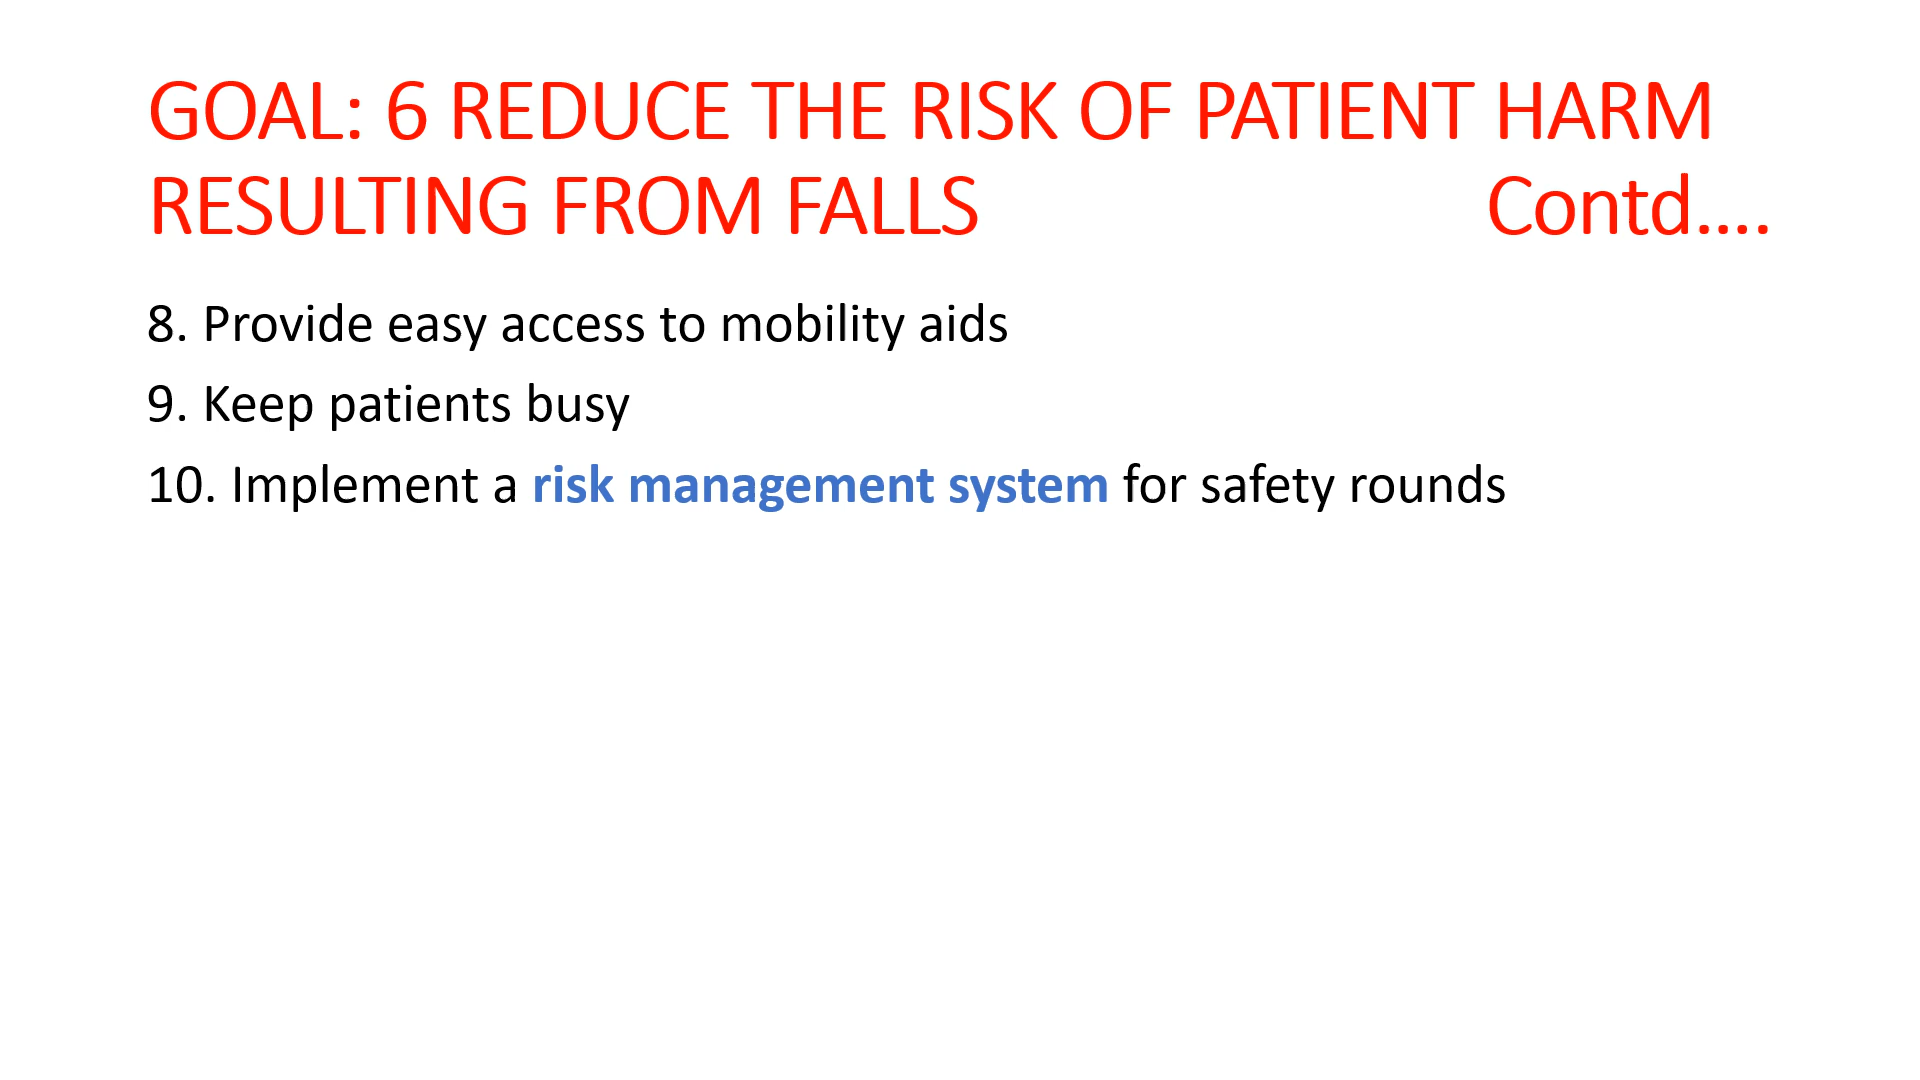 GOAL: 6 REDUCE THE RISK OF PATIENT HARM
RESULTING FROM FALLS Contd....
8. Provide easy access to mobility aids
9. Keep patients busy
10. Implement a risk management system for safety rounds